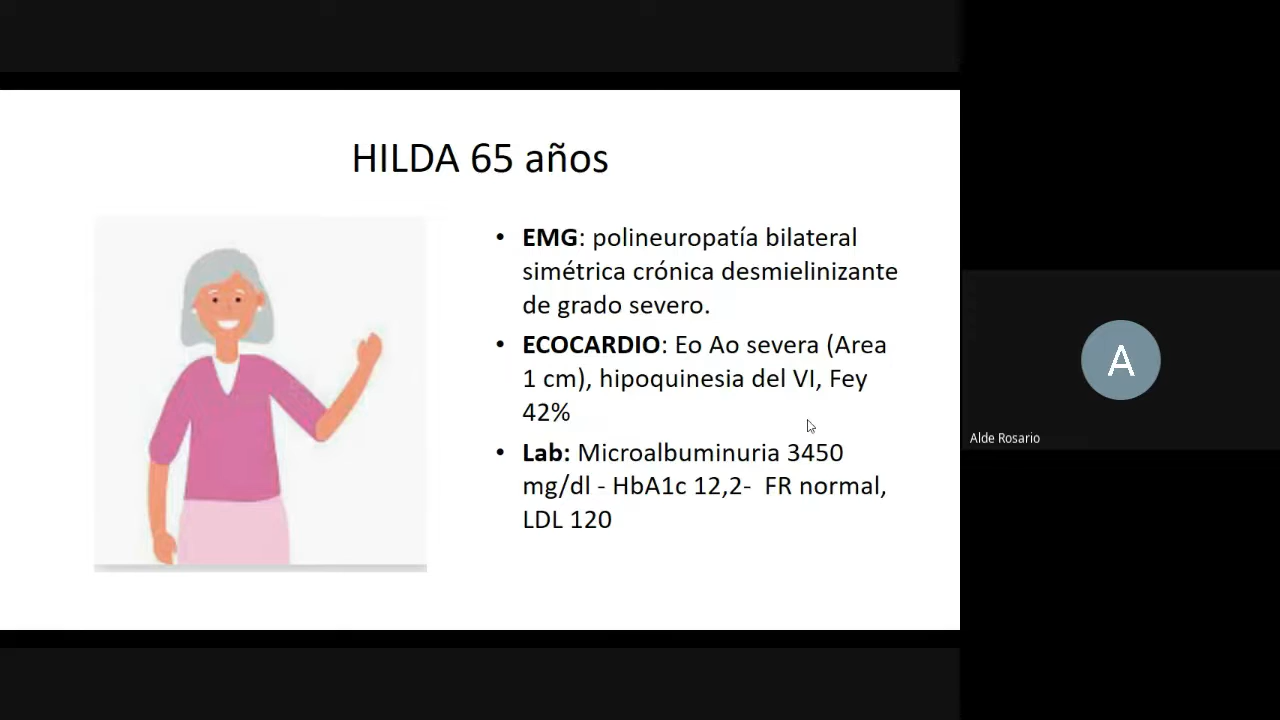 HILDA 65 años
• EMG: polineuropatía bilateral
simétrica crónica desmielinizante
de grado severo.
• ECOCARDIO: Eo Ao severa (Area
1 cm), hipoquinesia del VI, Fey
42%
• Lab: Microalbuminuria 3450
mg/dl - HbA1c 12,2- FR normal,
LDL 120
A
Alde Rosario